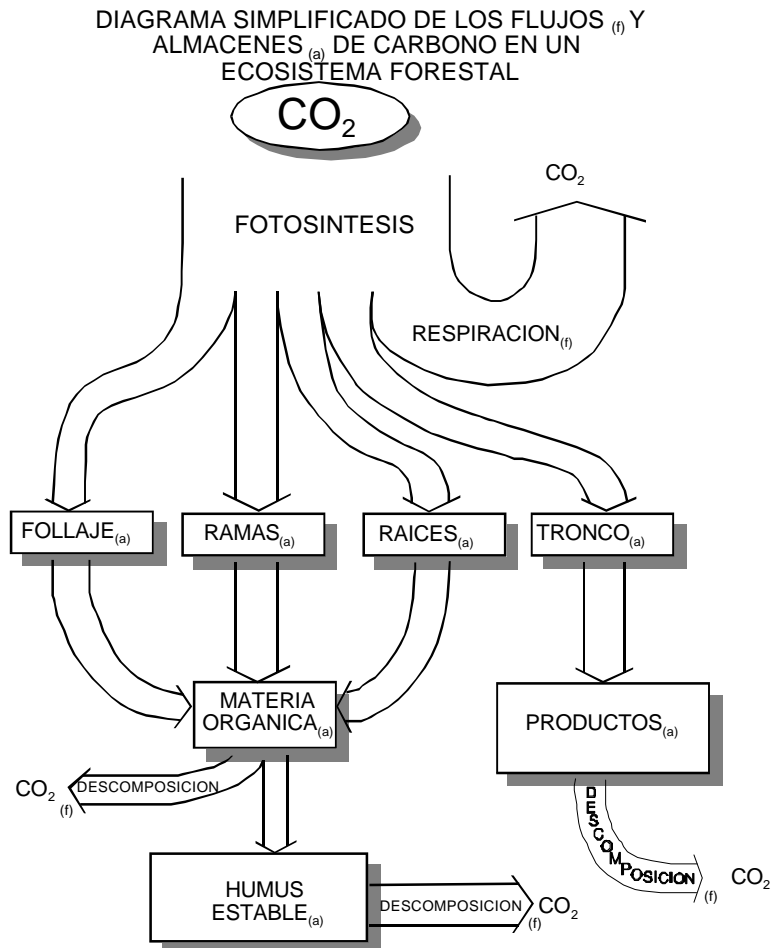 DIAGRAMA SIMPLIFICADO DE LOS FLUJOS (f) Y
ALMACENES (a) DE CARBONO EN UN
ECOSISTEMA FORESTAL
CO2
CO2
FOTOSINTESIS
RESPIRACION(f)
FOLLAJE(a)
RAMAS(a)
RAICES(a)
TRONCO(a)
MATERIA
ORGANICA(a)
PRODUCTOS(a)
CO2 (f) DESCOMPOSICION
DESCOMPOSICION (f) CO2
HUMUS
ESTABLE(a)
DESCOMPOSICION (f) CO2